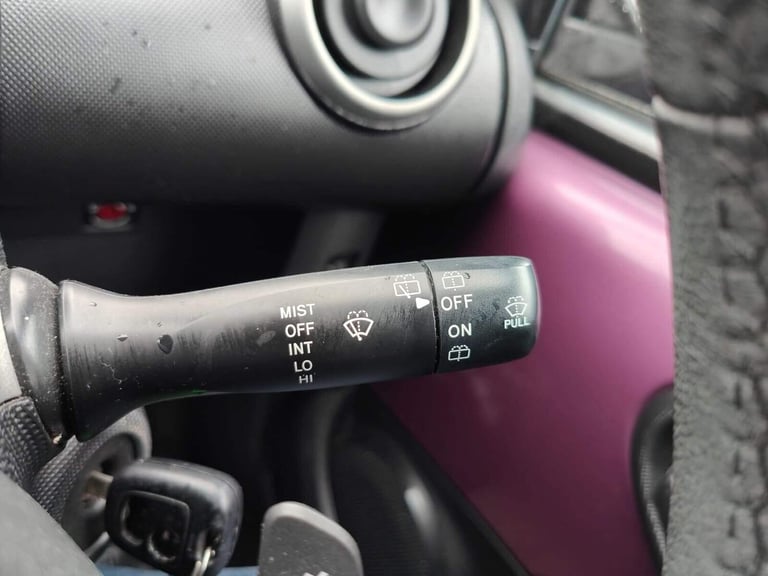 MIST
OFF
INT
LO
HI
OFF
ON
PULL